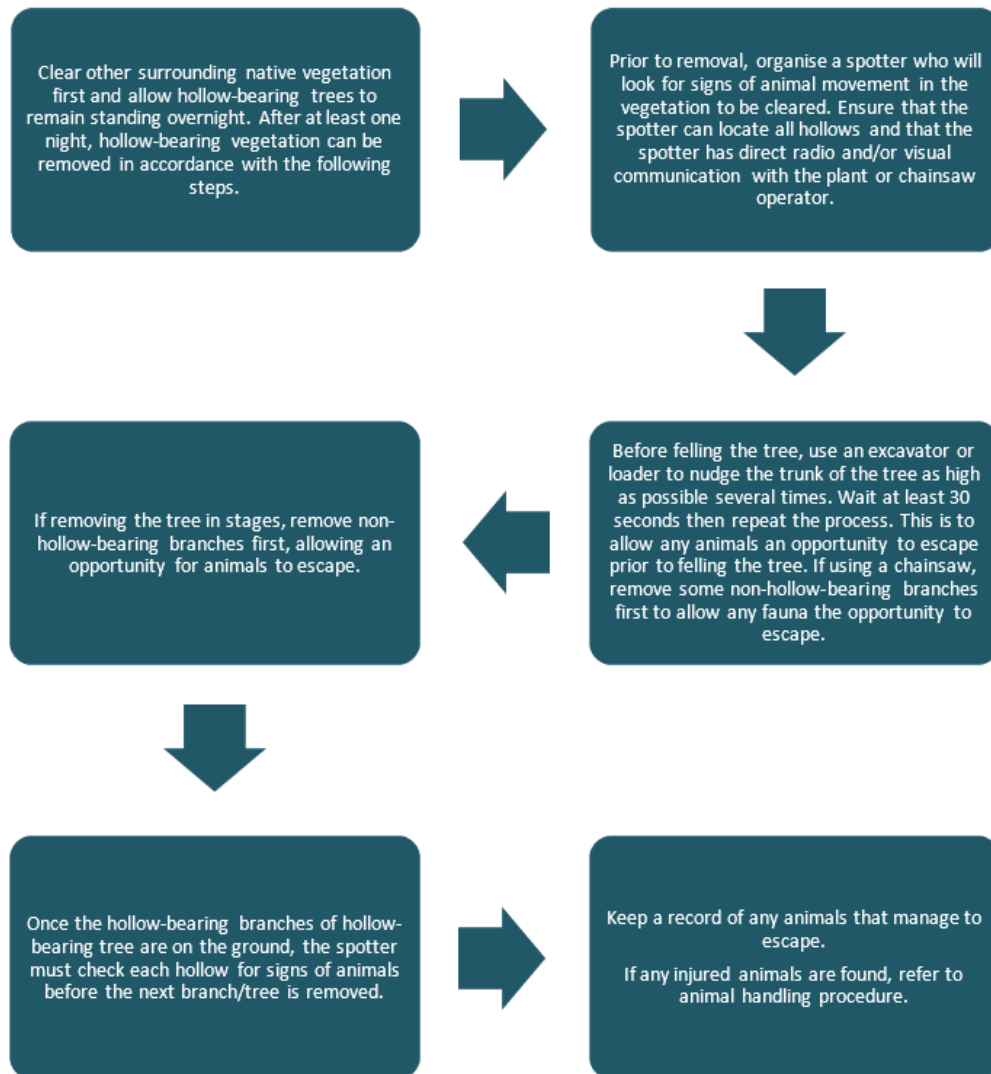 Clear other surrounding native vegetation
first and allow hollow-bearing trees to
remain standing overnight. After at least one
night, hollow-bearing vegetation can be
removed in accordance with the following
steps.
Prior to removal, organise a spotter who will
look for signs of animal movement in the
vegetation to be cleared. Ensure that the
spotter can locate all hollows and that the
spotter has direct radio and/or visual
communication with the plant or chainsaw
operator.
Before felling the tree, use an excavator or
loader to nudge the trunk of the tree as high
as possible several times. Wait at least 30
seconds then repeat the process. This is to
allow any animals an opportunity to escape
prior to felling the tree. If using a chainsaw,
remove some non-hollow-bearing branches
first to allow any fauna the opportunity to
escape.
If removing the tree in stages, remove non-
hollow-bearing branches first, allowing an
opportunity for animals to escape.
Once the hollow-bearing branches of hollow-
bearing tree are on the ground, the spotter
must check each hollow for signs of animals
before the next branch/tree is removed.
Keep a record of any animals that manage to
escape.
If any injured animals are found, refer to
animal handling procedure.